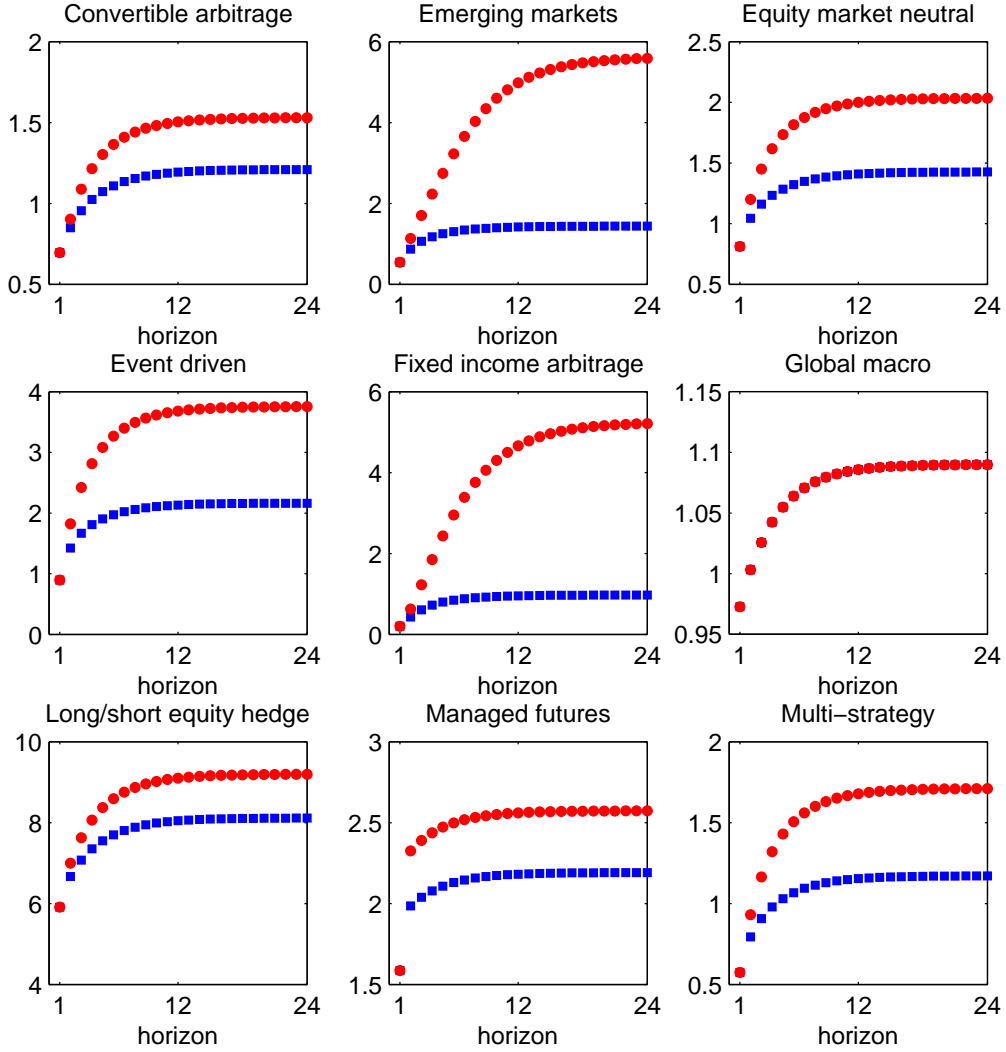 Convertible arbitrage
2
1.5
1
0.5
1 12 24
horizon
Emerging markets
6
4
2
0
1 12 24
horizon
Equity market neutral
2.5
2
1.5
1
0.5
1 12 24
horizon
Event driven
4
3
2
1
0
1 12 24
horizon
Fixed income arbitrage
6
4
2
0
1 12 24
horizon
Global macro
1.15
1.1
1.05
1
0.95
1 12 24
horizon
Long/short equity hedge
10
8
6
4
1 12 24
horizon
Managed futures
3
2.5
2
1.5
1 12 24
horizon
Multi−strategy
2
1.5
1
0.5
1 12 24
horizon